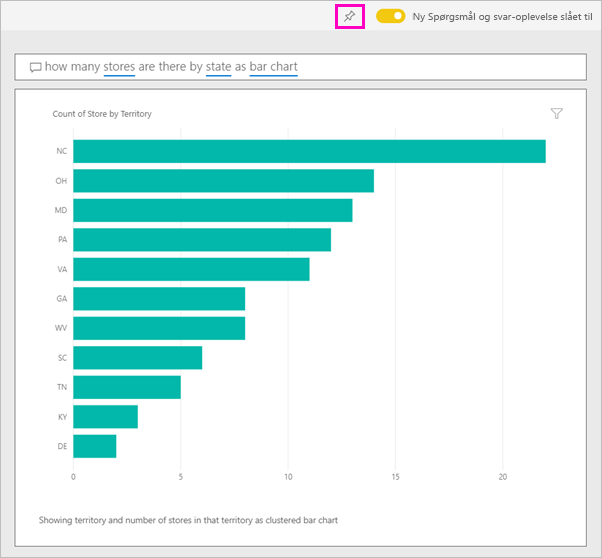 Ny Spørgsmål og svar-oplevelse slået til
how many stores are there by state as bar chart
Count of Store by Territory
NC
OH
MD
PA
VA
GA
WV
SC
TN
KY
DE
0 5 10 15 20
Showing territory and number of stores in that territory as clustered bar chart